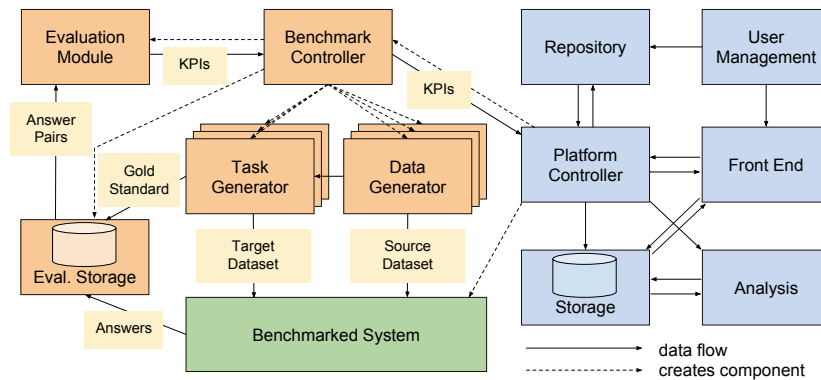 Evaluation
Module
KPIs
Benchmark
Controller
KPIs
Repository
User
Management
Answer
Pairs
Gold
Standard
Task
Generator
Data
Generator
Platform
Controller
Front End
Eval. Storage
Target
Dataset
Source
Dataset
Storage
Analysis
Answers
Benchmarked System
data flow
creates component